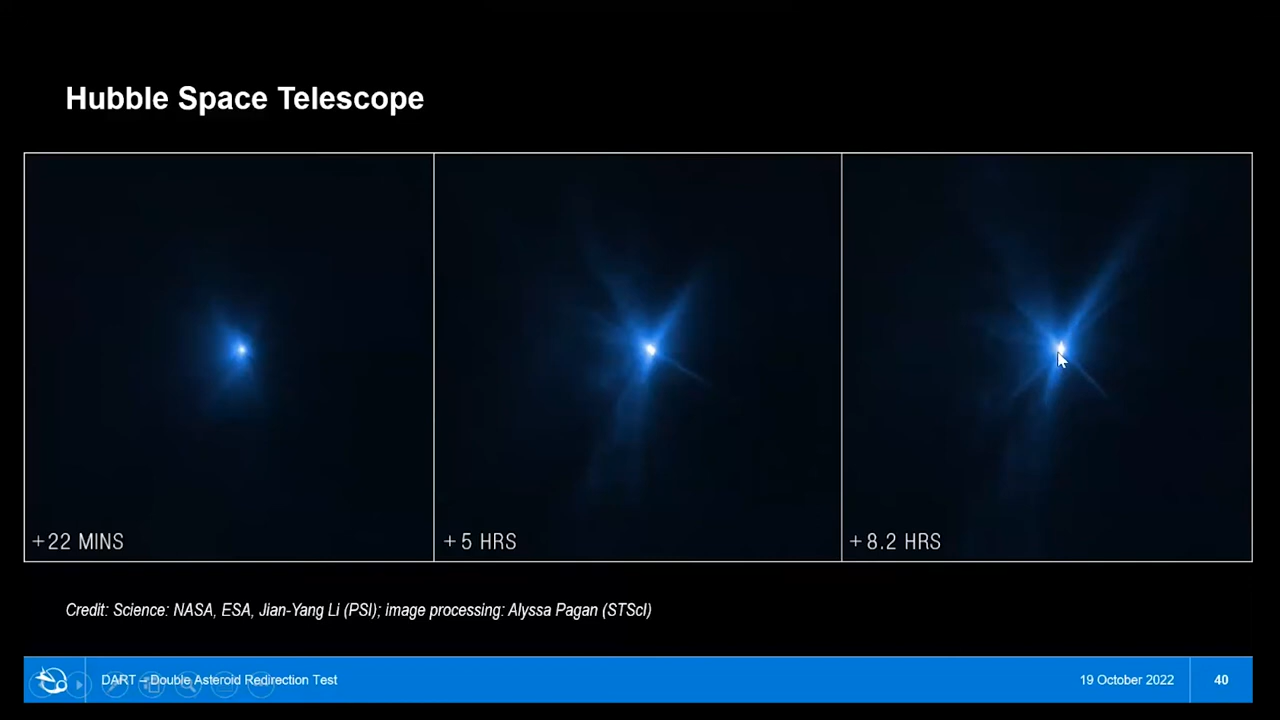 Hubble Space Telescope
+22 MINS
+ 5 HRS
+ 8.2 HRS
Credit: Science: NASA, ESA, Jian-Yang Li (PSI); image processing: Alyssa Pagan (STScI)
DART – Double Asteroid Redirection Test
19 October 2022
40